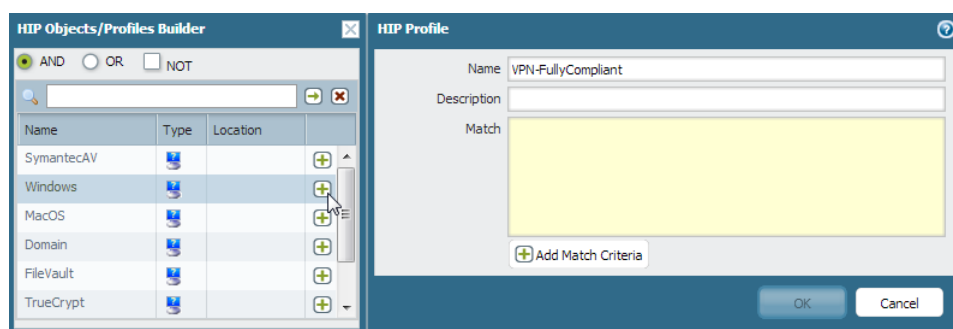 HIP Objects/Profiles Builder
AND OR NOT
Name Type Location
SymantecAV
Windows
MacOS
Domain
FileVault
TrueCrypt
HIP Profile
Name VPN-FullyCompliant
Description
Match
Add Match Criteria
OK Cancel